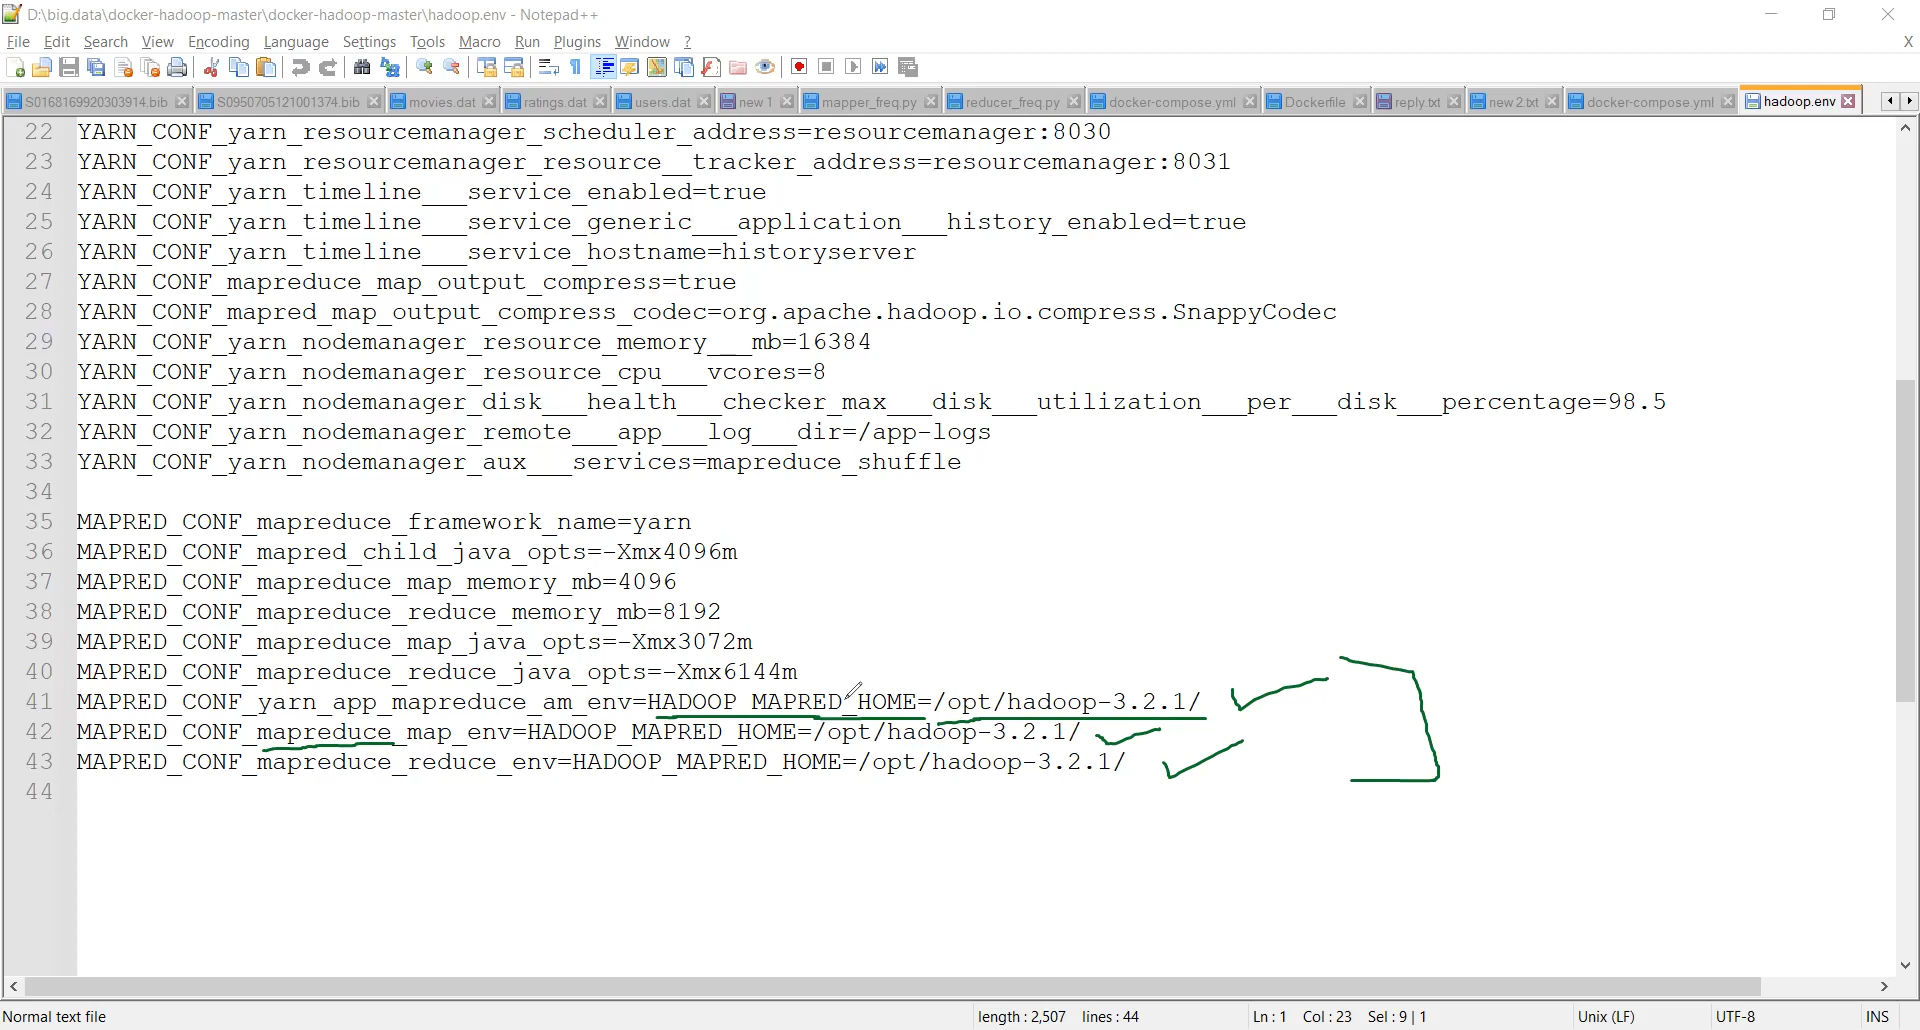 D:\big.data\docker-hadoop-master\docker-hadoop-master\hadoop.env - Notepad++
File Edit Search View Encoding Language Settings Tools Macro Run Plugins Window ? X
S0168169920303914.bib S0950705121001374.bib movies.dat ratings.dat users.dat new 1 mapper_freq.py reducer_freq.py docker-compose.yml Dockerfile reply.txt new 2.txt docker-compose.yml hadoop.env
22 YARN_CONF_yarn_resourcemanager_scheduler_address=resourcemanager:8030
23 YARN_CONF_yarn_resourcemanager_resource__tracker_address=resourcemanager:8031
24 YARN_CONF_yarn_timeline___service_enabled=true
25 YARN_CONF_yarn_timeline___service_generic___application___history_enabled=true
26 YARN_CONF_yarn_timeline___service_hostname=historyserver
27 YARN_CONF_mapreduce_map_output_compress=true
28 YARN_CONF_mapred_map_output_compress_codec=org.apache.hadoop.io.compress.SnappyCodec
29 YARN_CONF_yarn_nodemanager_resource_memory___mb=16384
30 YARN_CONF_yarn_nodemanager_resource_cpu___vcores=8
31 YARN_CONF_yarn_nodemanager_disk___health___checker_max___disk___utilization___per___disk___percentage=98.5
32 YARN_CONF_yarn_nodemanager_remote___app___log___dir=/app-logs
33 YARN_CONF_yarn_nodemanager_aux___services=mapreduce_shuffle
34
35 MAPRED_CONF_mapreduce_framework_name=yarn
36 MAPRED_CONF_mapred_child_java_opts=-Xmx4096m
37 MAPRED_CONF_mapreduce_map_memory_mb=4096
38 MAPRED_CONF_mapreduce_reduce_memory_mb=8192
39 MAPRED_CONF_mapreduce_map_java_opts=-Xmx3072m
40 MAPRED_CONF_mapreduce_reduce_java_opts=-Xmx6144m
41 MAPRED_CONF_yarn_app_mapreduce_am_env=HADOOP_MAPRED_HOME=/opt/hadoop-3.2.1/
42 MAPRED_CONF_mapreduce_map_env=HADOOP_MAPRED_HOME=/opt/hadoop-3.2.1/
43 MAPRED_CONF_mapreduce_reduce_env=HADOOP_MAPRED_HOME=/opt/hadoop-3.2.1/
44
Normal text file length : 2,507 lines : 44 Ln : 1 Col : 23 Sel : 9 | 1 Unix (LF) UTF-8 INS